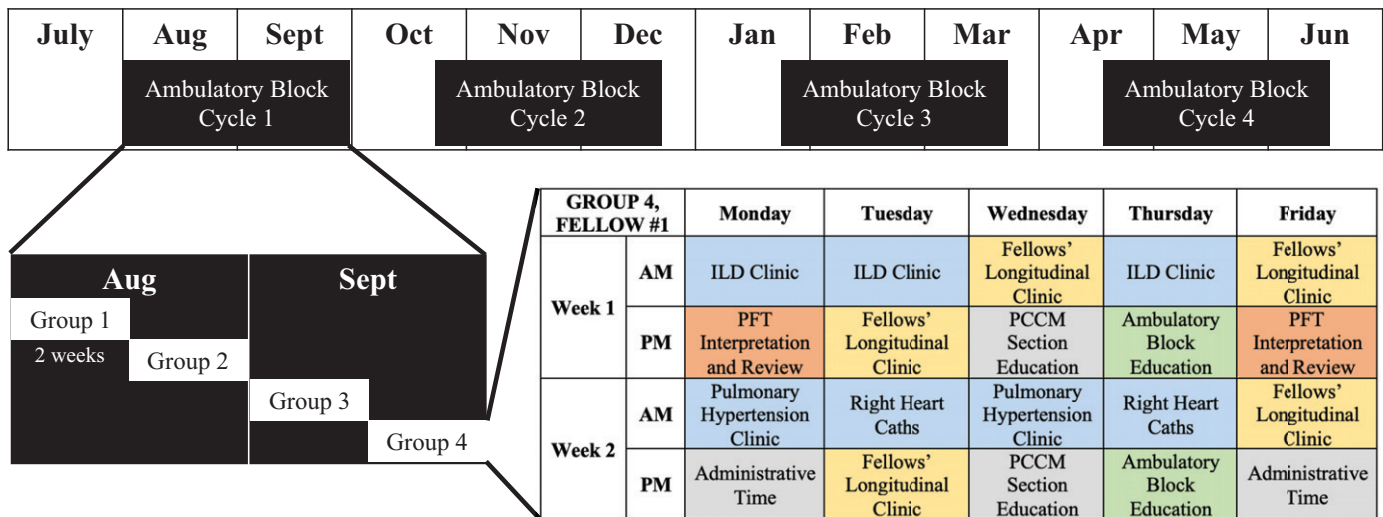 July Aug Sept Oct Nov Dec Jan Feb Mar Apr May Jun
Ambulatory Block
Cycle 1
Ambulatory Block
Cycle 2
Ambulatory Block
Cycle 3
Ambulatory Block
Cycle 4
Aug Sept
Group 1
2 weeks
Group 2
Group 3
Group 4
GROUP 4,
FELLOW #1
Monday Tuesday Wednesday Thursday Friday
Week 1
AM
ILD Clinic
ILD Clinic
Fellows'
Longitudinal
Clinic
ILD Clinic
Fellows'
Longitudinal
Clinic
PM
PFT
Interpretation
and Review
Fellows'
Longitudinal
Clinic
PCCM
Section
Education
Ambulatory
Block
Education
PFT
Interpretation
and Review
Week 2
AM
Pulmonary
Hypertension
Clinic
Right Heart
Caths
Pulmonary
Hypertension
Clinic
Right Heart
Caths
Fellows'
Longitudinal
Clinic
PM
Administrative
Time
Fellows'
Longitudinal
Clinic
PCCM
Section
Education
Ambulatory
Block
Education
Administrative
Time